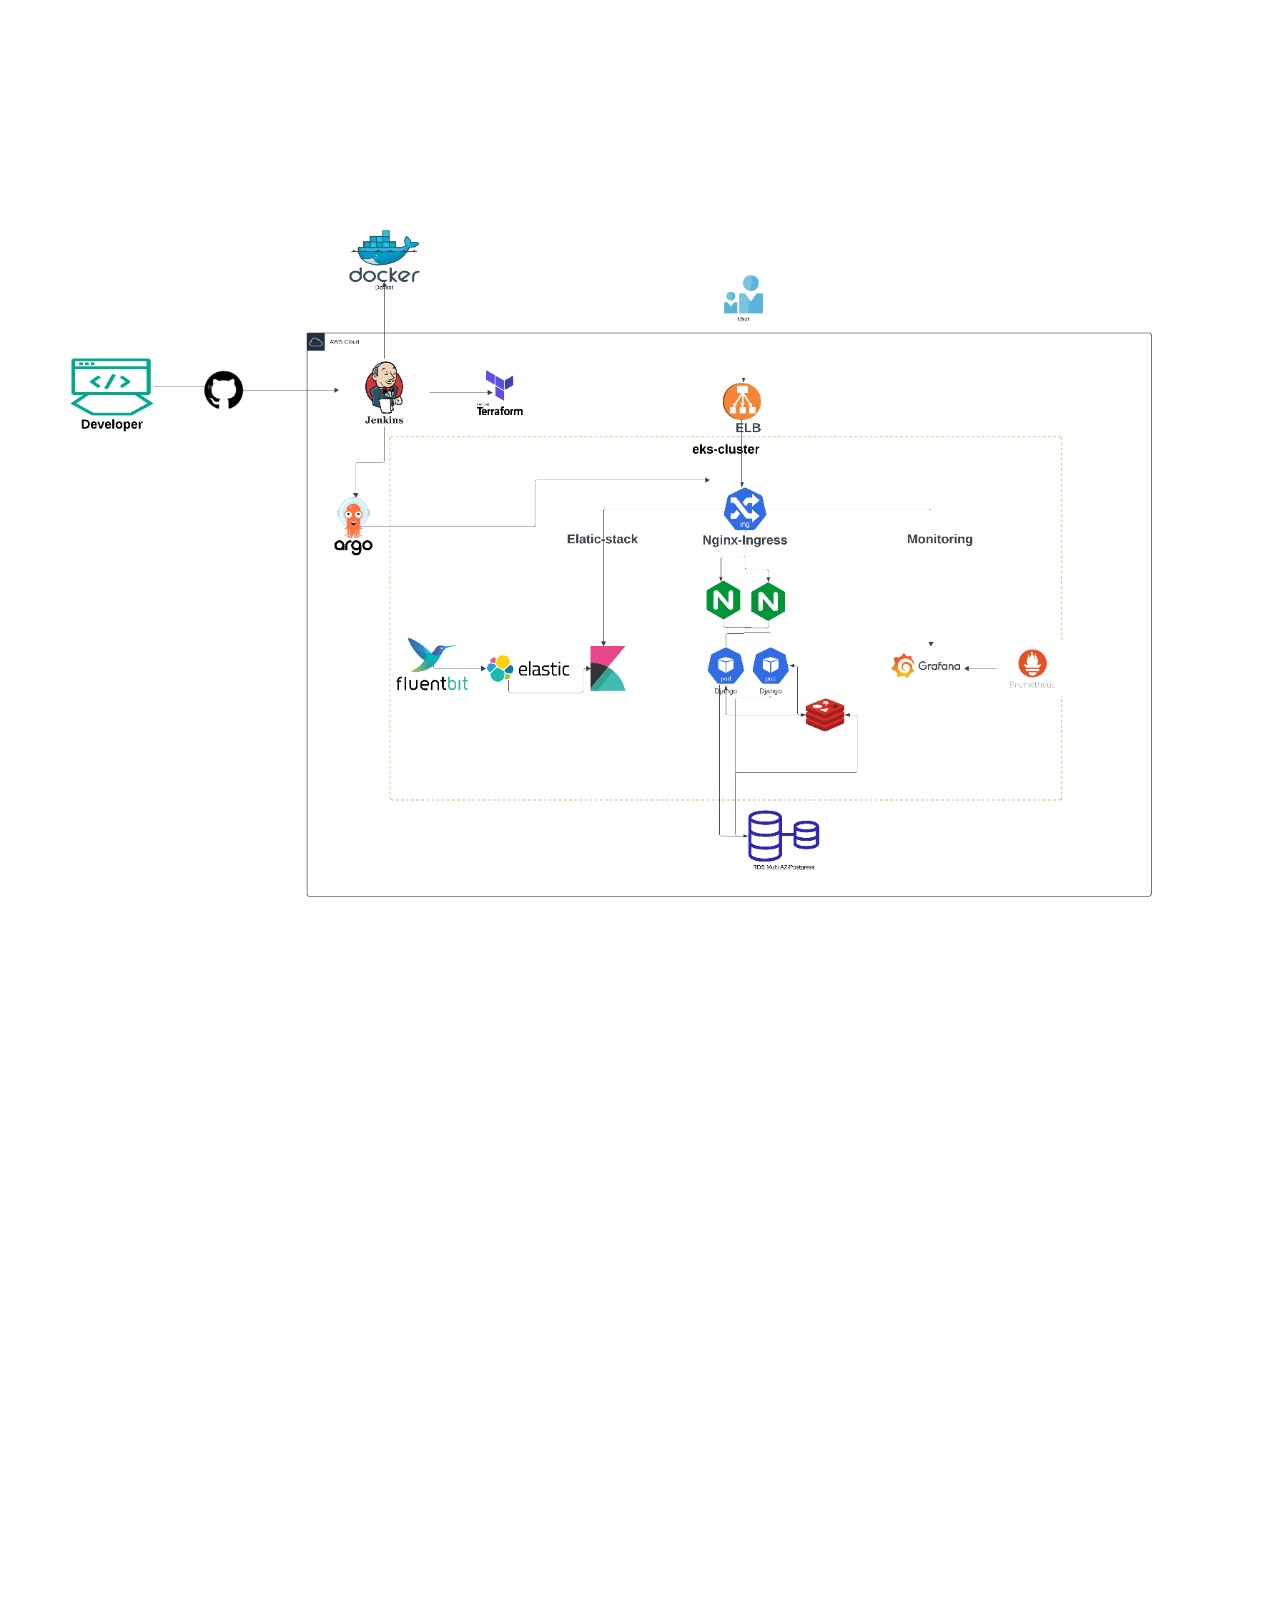 docker
Docker
User
AWS Cloud
</>
Developer
Jenkins
Terraform
ELB
eks-cluster
argo
ing
Elatic-stack
Nginx-Ingress
Monitoring
N
N
fluentbit
elastic
pod
pod
Django
Django
Grafana
Prometheus
RDS Multi AZ/Postgress